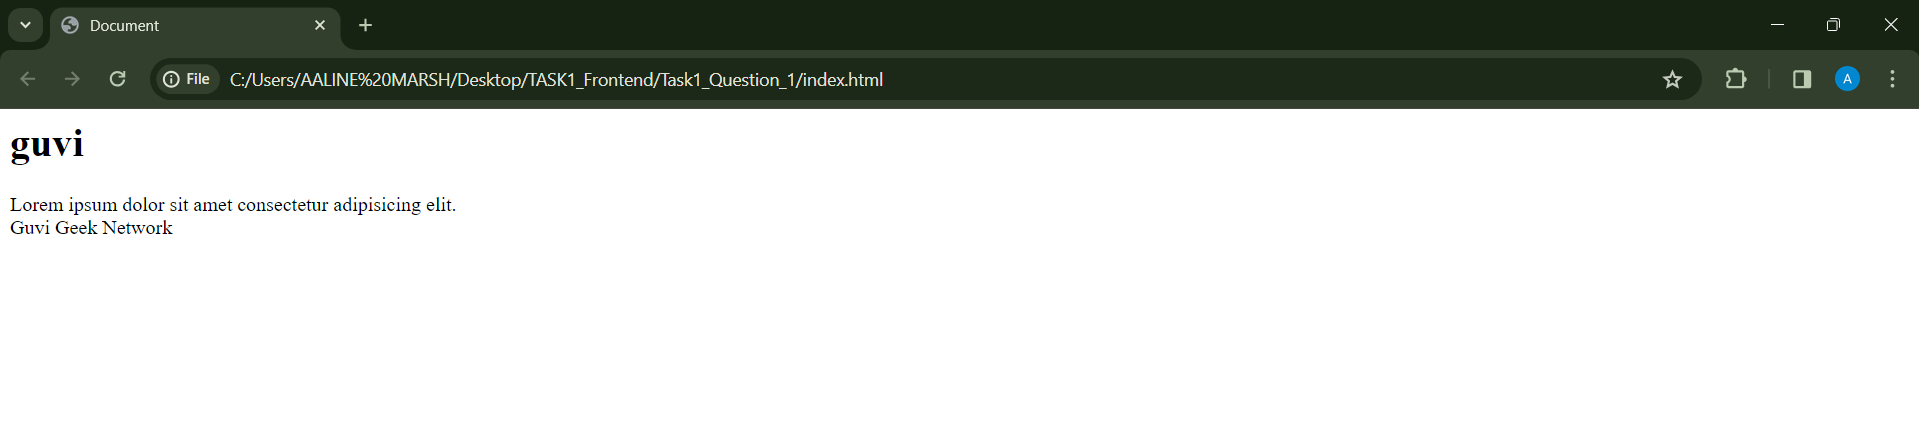 Document
File
C:/Users/AALINE%20MARSH/Desktop/TASK1_Frontend/Task1_Question_1/index.html
A
guvi
Lorem ipsum dolor sit amet consectetur adipisicing elit.
Guvi Geek Network